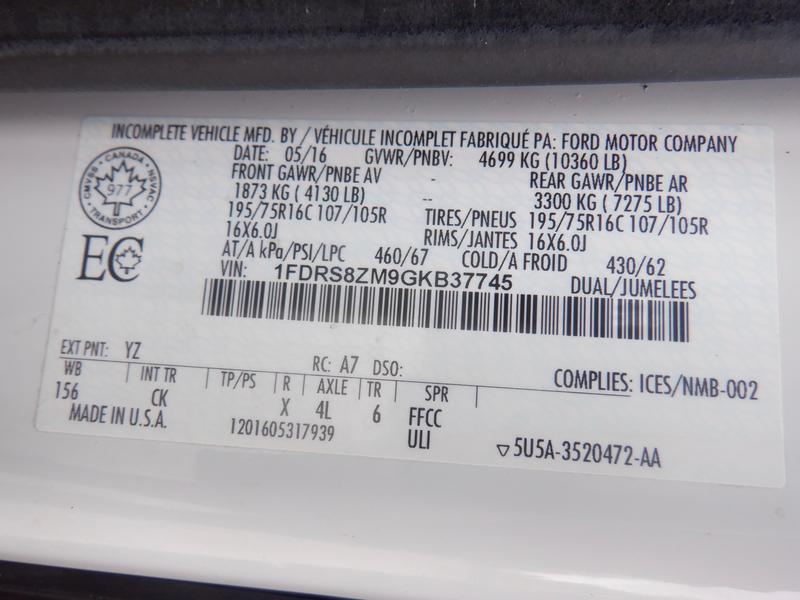 INCOMPLETE VEHICLE MFD. BY / VÉHICULE INCOMPLET FABRIQUÉ PA: FORD MOTOR COMPANY
DATE: 05/16 GVWR/PNBV: 4699 KG (10360 LB)
FRONT GAWR/PNBE AV REAR GAWR/PNBE AR
1873 KG ( 4130 LB) -- 3300 KG ( 7275 LB)
195/75R16C 107/105R TIRES/PNEUS 195/75R16C 107/105R
16X6.0J RIMS/JANTES 16X6.0J
AT/A kPa/PSI/LPC 460/67 COLD/A FROID 430/62
VIN: 1FDRS8ZM9GKB37745 DUAL/JUMELEES
CANADA
CMVSS NSVAC
977
TRANSPORT
EC
EXT PNT: YZ RC: A7 DSO:
WB INT TR TP/PS R AXLE TR SPR COMPLIES: ICES/NMB-002
156 CK X 4L 6 FFCC
MADE IN U.S.A. 1201605317939 ULI ▽5U5A-3520472-AA